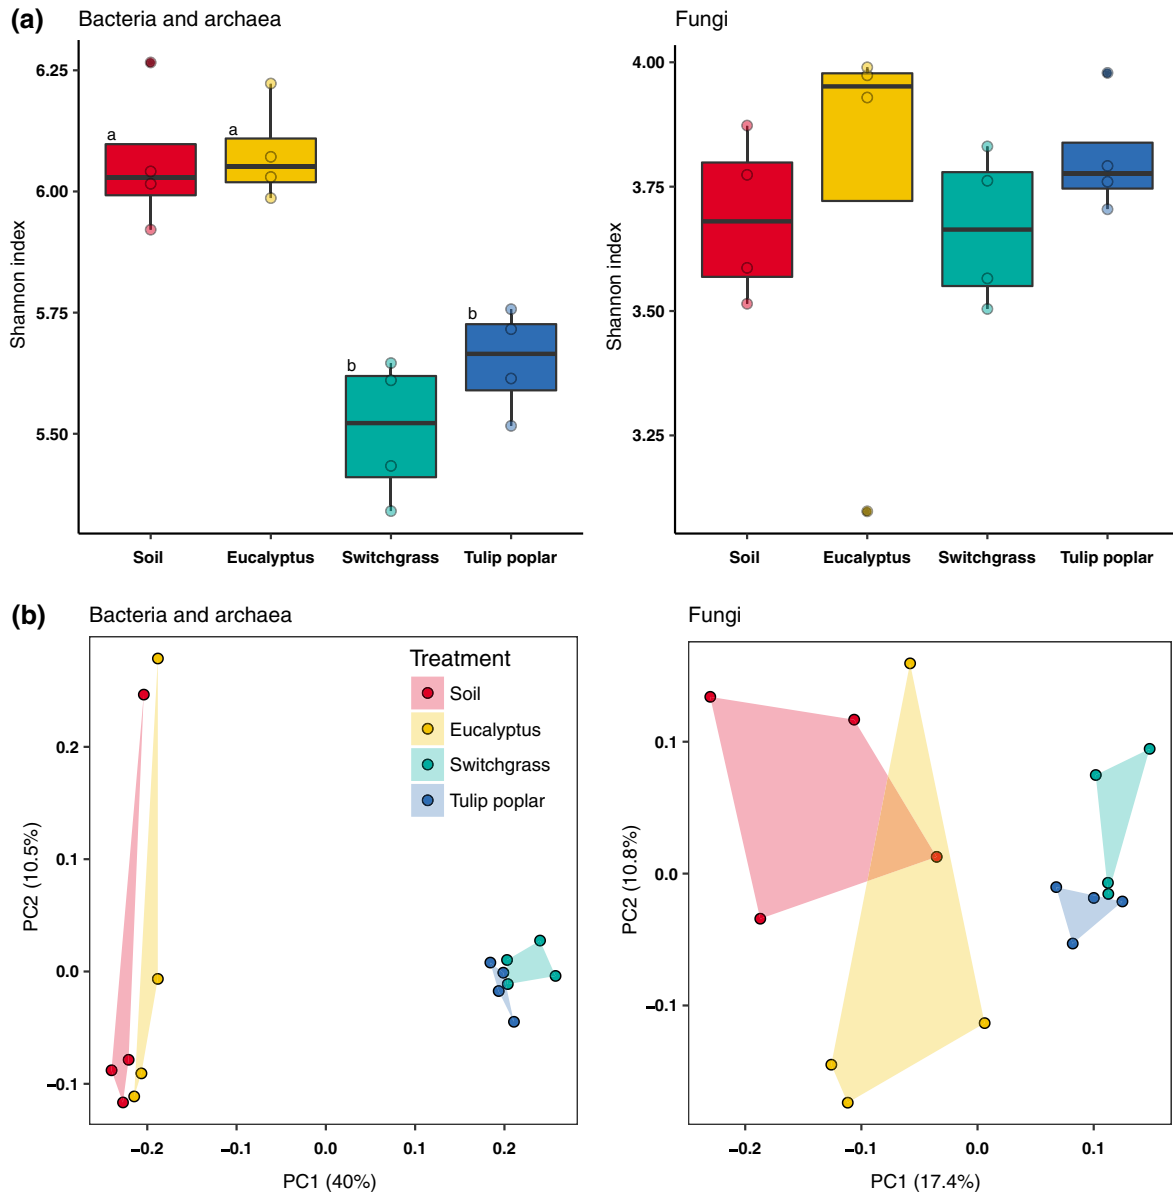 (a)
Bacteria and archaea
Fungi
Shannon index
6.25
6.00
5.75
5.50
a
a
b
b
Soil
Eucalyptus
Switchgrass
Tulip poplar
Shannon index
4.00
3.75
3.50
3.25
Soil
Eucalyptus
Switchgrass
Tulip poplar
(b)
Bacteria and archaea
Fungi
PC2 (10.5%)
0.2
0.1
0.0
−0.1
Treatment
Soil
Eucalyptus
Switchgrass
Tulip poplar
−0.2
−0.1
0.0
0.1
0.2
PC1 (40%)
PC2 (10.8%)
0.1
0.0
−0.1
−0.2
−0.1
0.0
0.1
PC1 (17.4%)